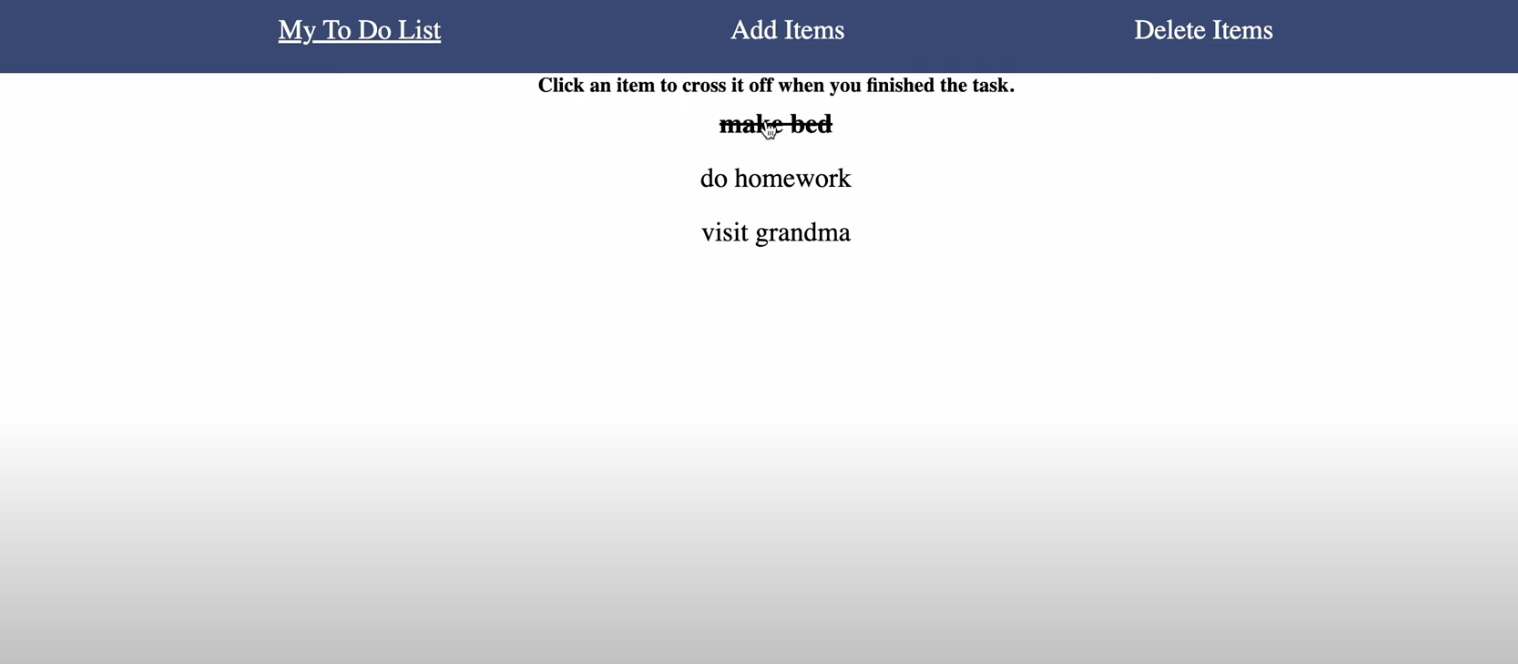 My To Do List Add Items Delete Items
Click an item to cross it off when you finished the task.
make bed
do homework
visit grandma